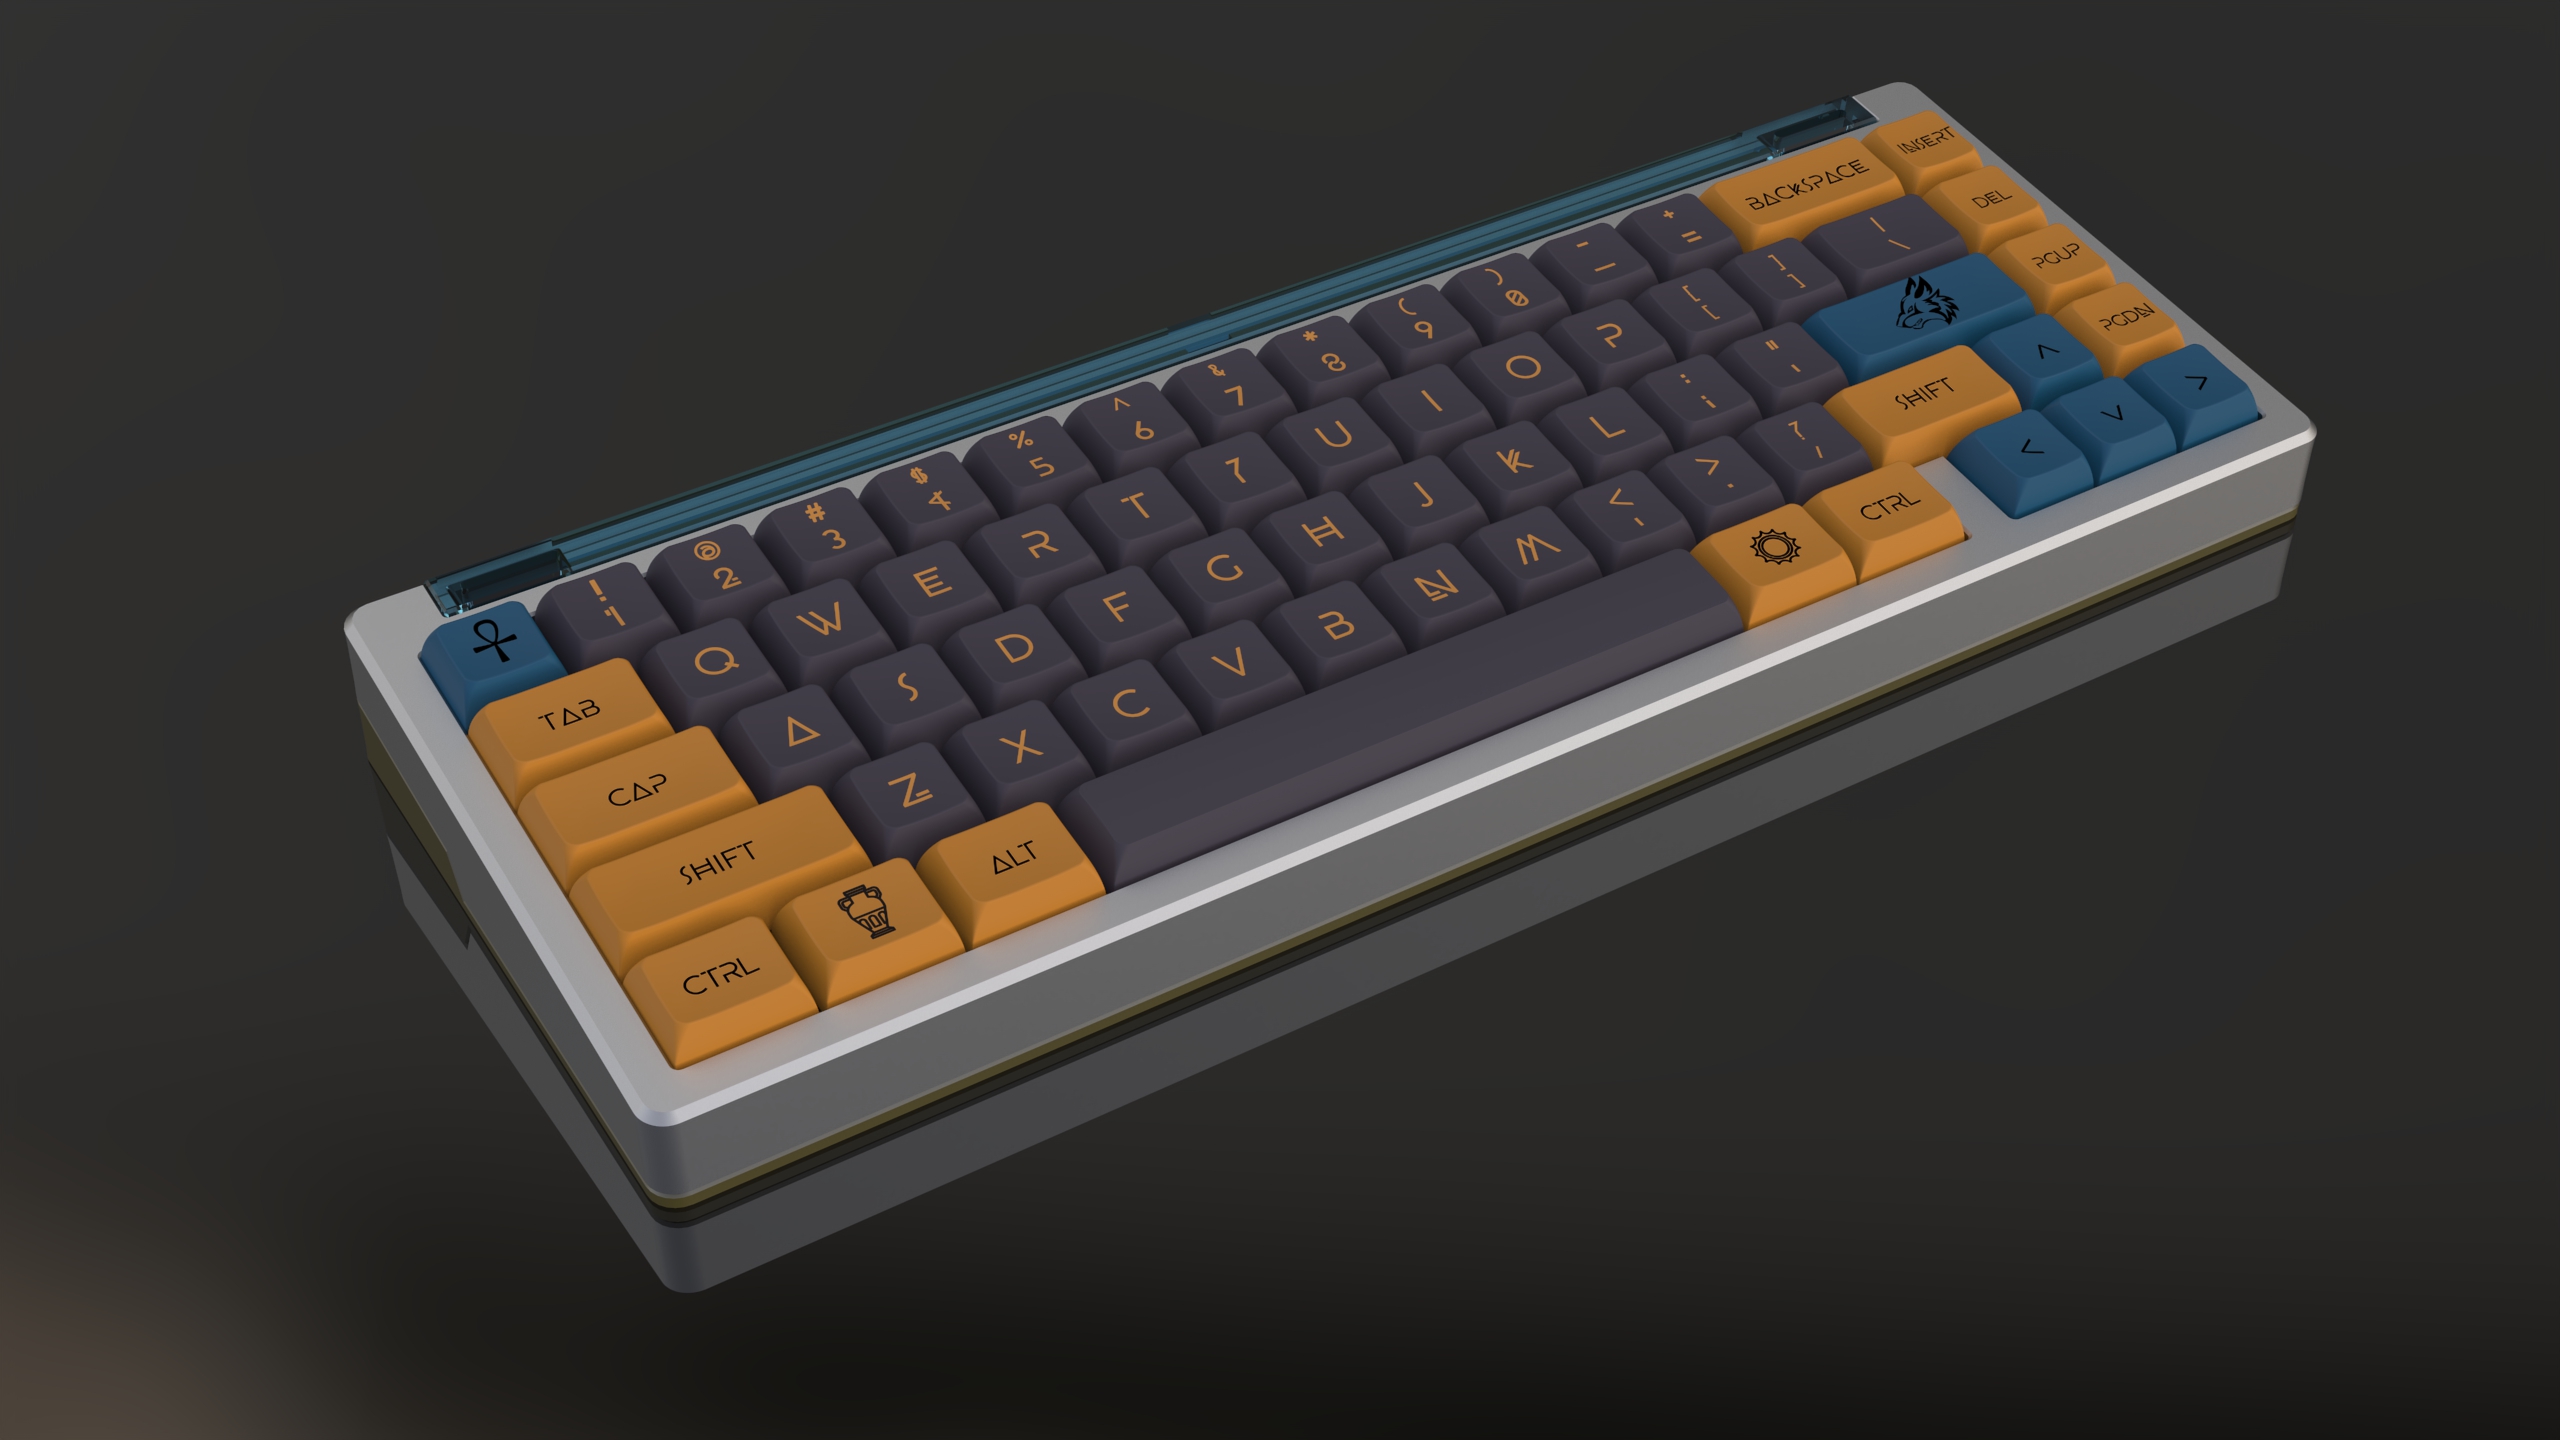 ! 1 @ 2 # 3 $ 4 % 5 ^ 6 & 7 * 8 ( 9 ) 0 - _ + = BACKSPACE INSERT
TAB Q W E R T Y U I O P [ [ ] ] | \ DEL
CAP A S D F G H J K L : ; " ' PGUP
SHIFT Z X C V B N M < , > . ? / SHIFT ^ PGDN
CTRL ALT CTRL < V >